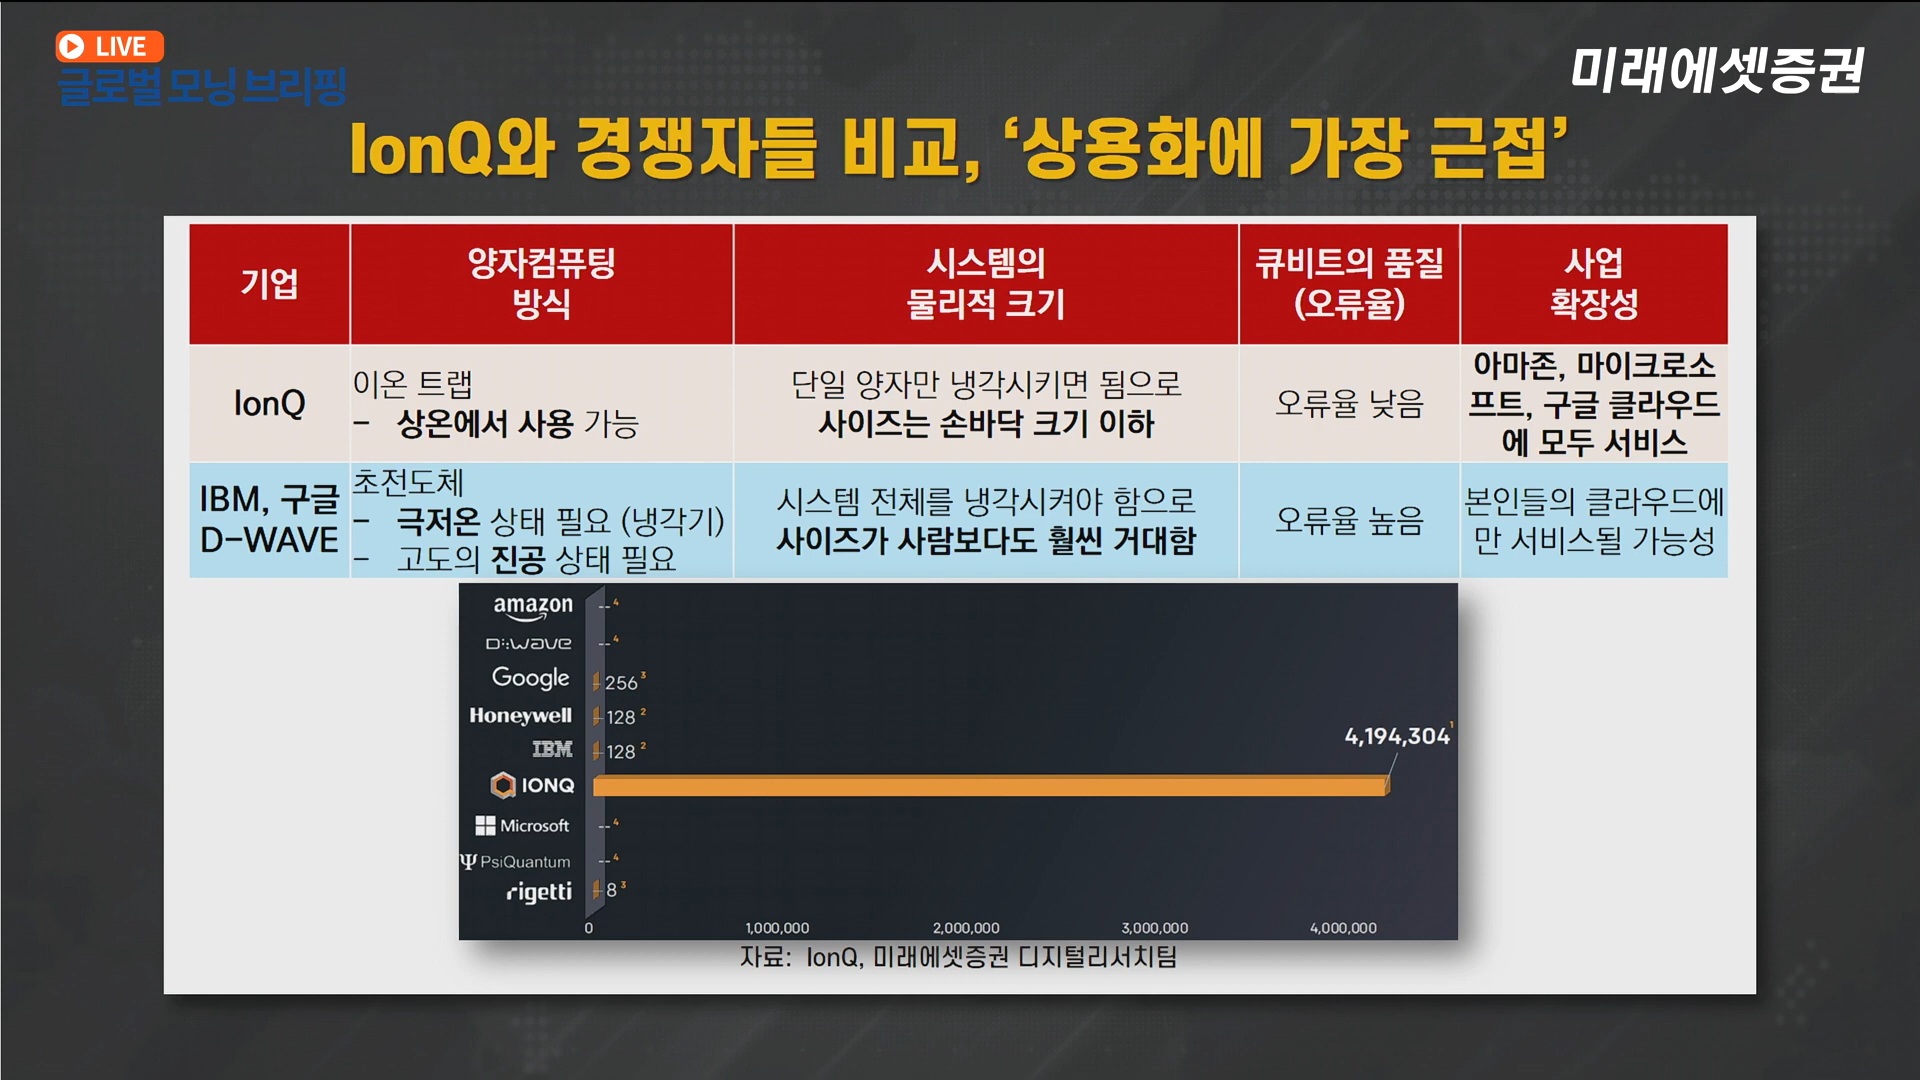 LIVE
글로벌 모닝 브리핑
미래에셋증권
IonQ와 경쟁자들 비교, ‘상용화에 가장 근접’
기업
양자컴퓨팅
방식
시스템의
물리적 크기
큐비트의 품질
(오류율)
사업
확장성
IonQ
이온 트랩
- 상온에서 사용 가능
단일 양자만 냉각시키면 됨으로
사이즈는 손바닥 크기 이하
오류율 낮음
아마존, 마이크로소
프트, 구글 클라우드
에 모두 서비스
IBM, 구글
D-WAVE
초전도체
- 극저온 상태 필요 (냉각기)
- 고도의 진공 상태 필요
시스템 전체를 냉각시켜야 함으로
사이즈가 사람보다도 훨씬 거대함
오류율 높음
본인들의 클라우드에
만 서비스될 가능성
amazon --4
D:wave --4
Google 256 3
Honeywell 128 2
IBM 128 2
4,194,304 1
IONQ
Microsoft --4
PsiQuantum --4
rigetti 8 3
0 1,000,000 2,000,000 3,000,000 4,000,000
자료: IonQ, 미래에셋증권 디지털리서치팀